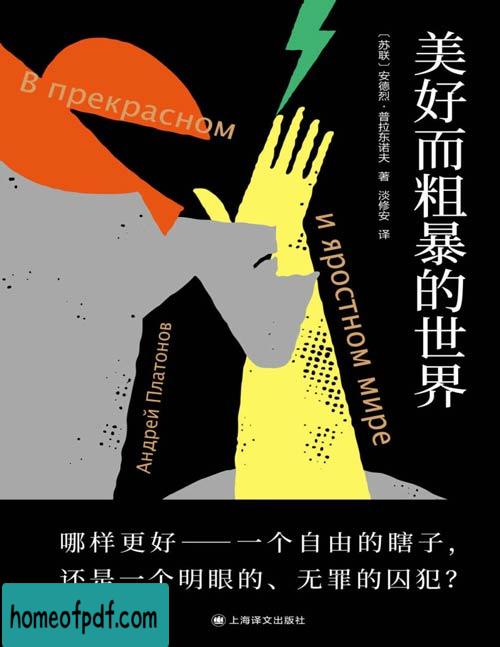 美好而粗暴的世界
〔苏联〕安德烈·普拉东诺夫 著 淡修安 译
В прекрасном
и яростном мире
Андрей Платонов
哪样更好——一个自由的瞎子，
还是一个明眼的、无罪的囚犯？
上海译文出版社
homeofpdf.com